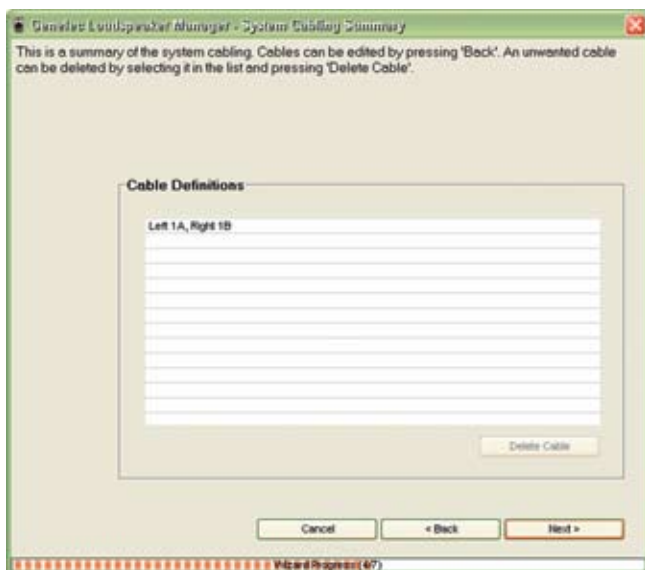 Genelec Loudspeaker Manager - System Cabling Summary
This is a summary of the system cabling. Cables can be edited by pressing 'Back'. An unwanted cable
can be deleted by selecting it in the list and pressing 'Delete Cable'.
Cable Definitions
Left 1A, Right 1B
Delete Cable
Cancel
< Back
Next >
Wizard Progress (4/7)